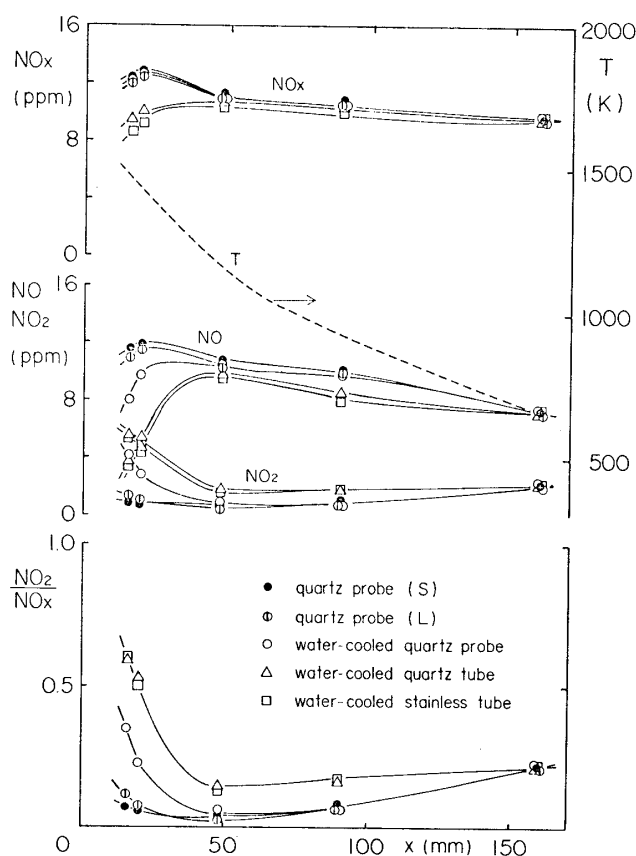 16
NOx
(ppm)
8
0
NOx
2000
T
(K)
1500
1000
500
T
16
NO
NO2
(ppm)
8
0
NO
NO2
1.0
NO2
NOx
0.5
quartz probe (S)
quartz probe (L)
water-cooled quartz probe
water-cooled quartz tube
water-cooled stainless tube
0
50
100
x (mm)
150